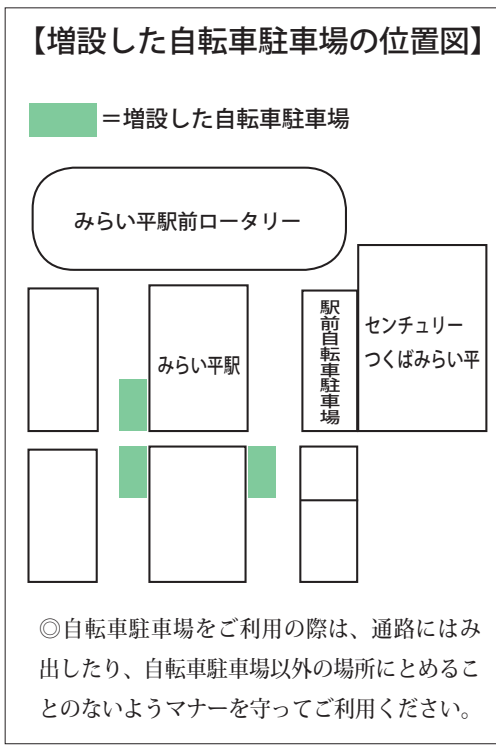 【増設した自転車駐車場の位置図】
＝増設した自転車駐車場
みらい平駅前ロータリー
みらい平駅
駅前自転車駐車場
センチュリー
つくばみらい平
◎自転車駐車場をご利用の際は、通路にはみ
出したり、自転車駐車場以外の場所にとめるこ
とのないようマナーを守ってご利用ください。